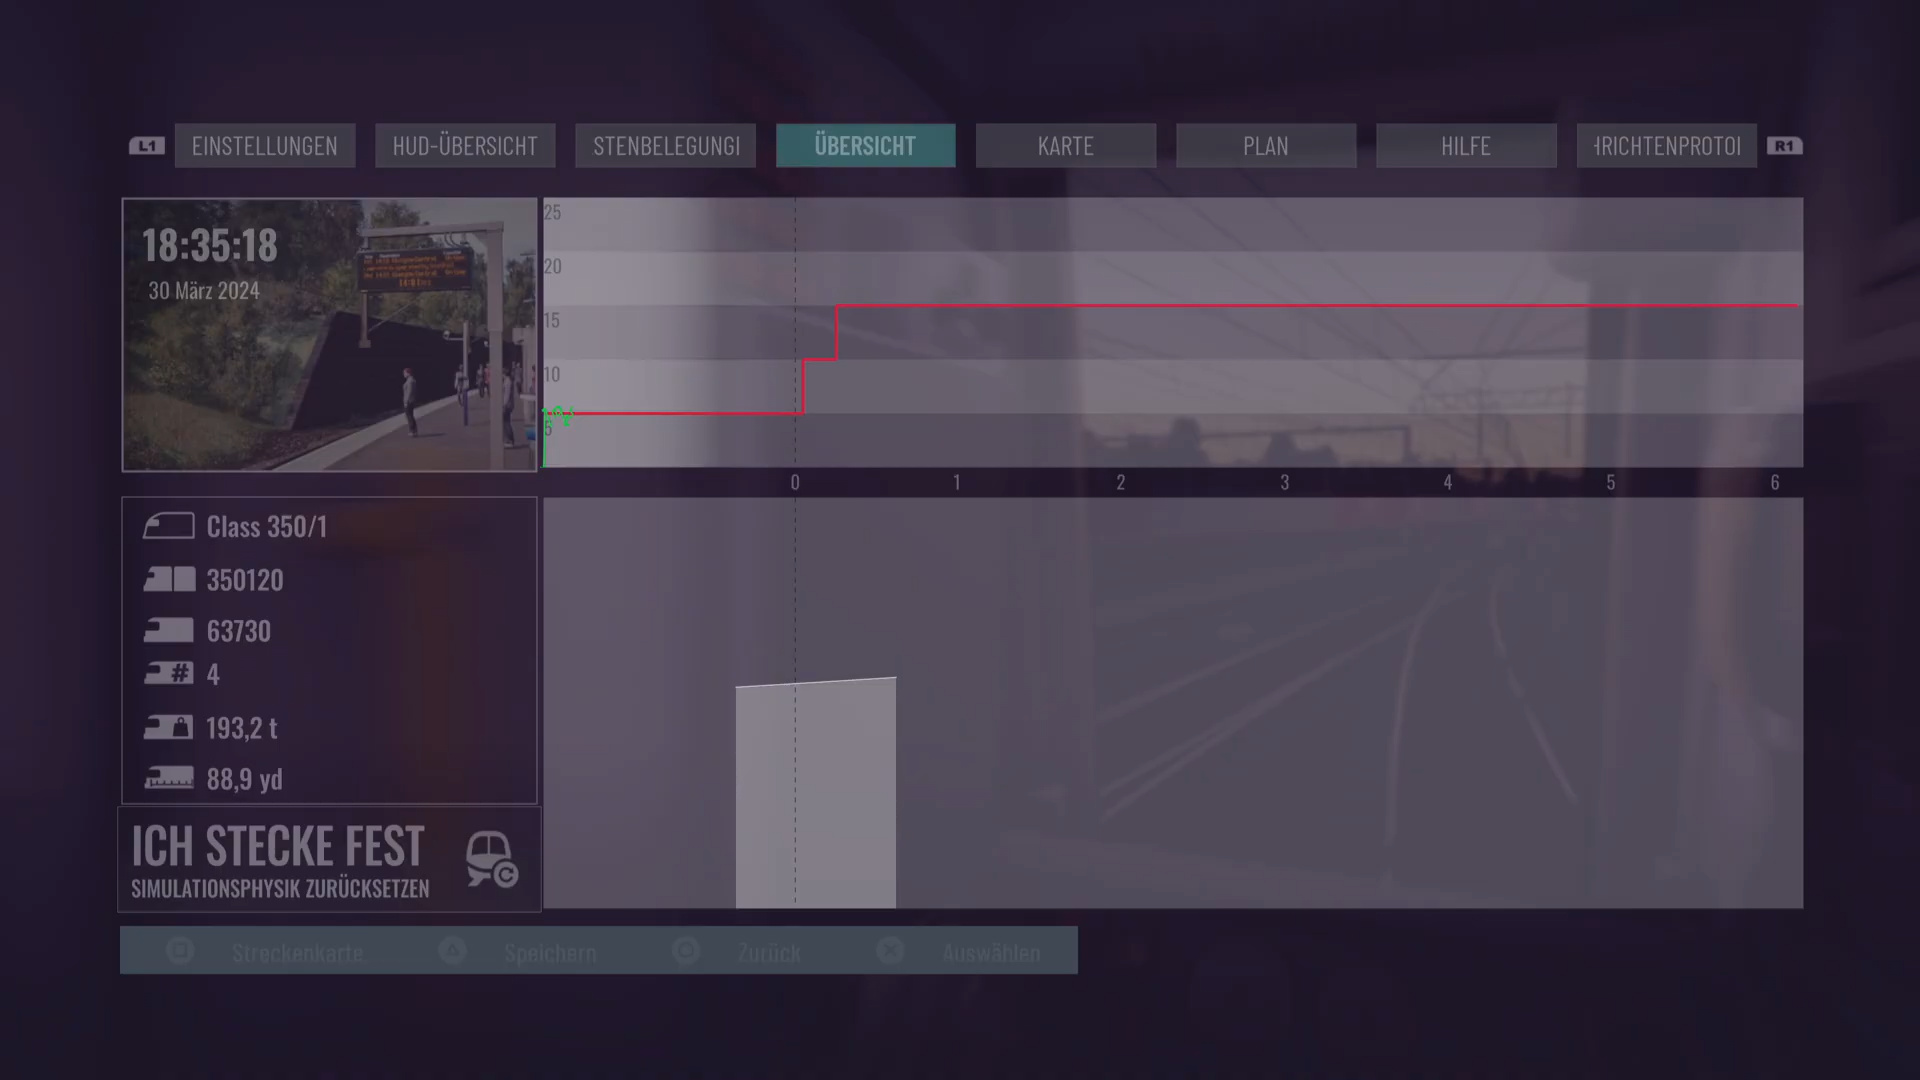 L1 EINSTELLUNGEN HUD-ÜBERSICHT STENBELEGUNGI ÜBERSICHT KARTE PLAN HILFE HRICHTENPROTOI R1
18:35:18
30 März 2024
25
20
15
10
5
0 1 2 3 4 5 6
Class 350/1
350120
63730
# 4
193,2 t
88,9 yd
ICH STECKE FEST
SIMULATIONSPHYSIK ZURÜCKSETZEN
Streckenkarte Speichern Zurück Auswählen